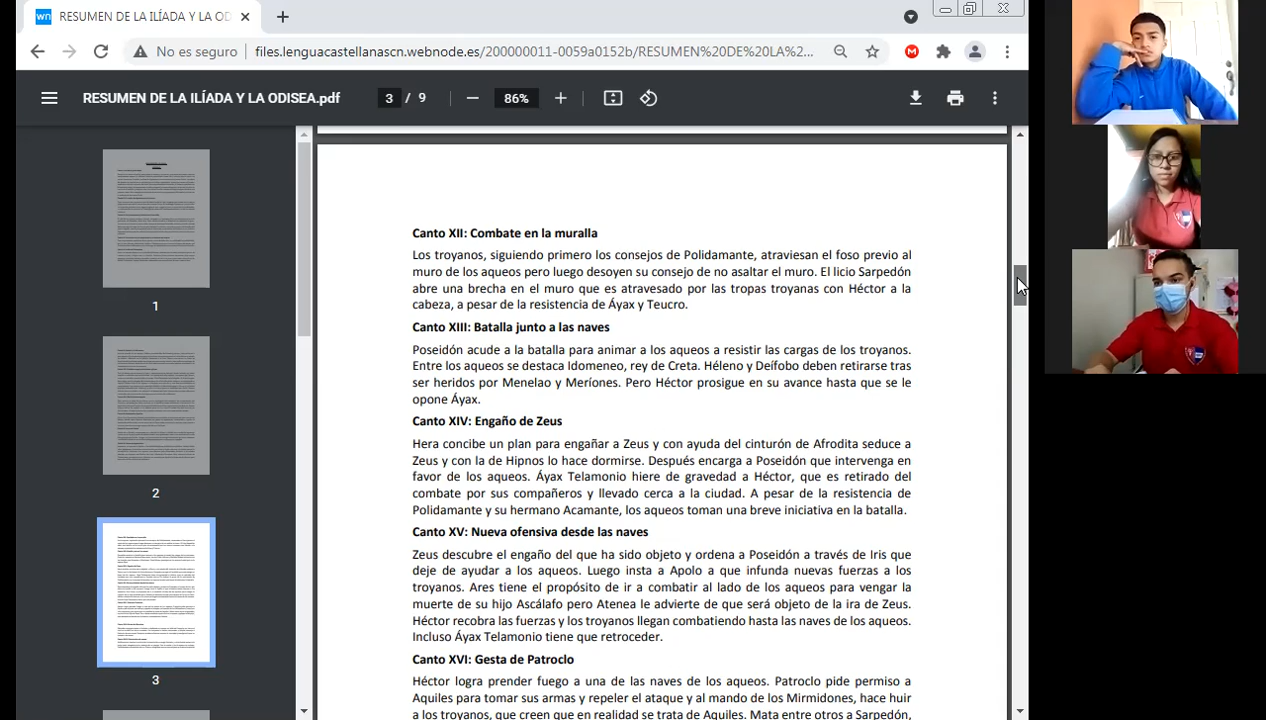 RESUMEN DE LA ILÍADA Y LA OD
No es seguro
files.lenguacastellanascn.webnode.es/200000011-0059a0152b/RESUMEN%20DE%20LA%2...
RESUMEN DE LA ILÍADA Y LA ODISEA.pdf
3 / 9
86%
1
2
3
Canto XII: Combate en la muralla
Los troyanos, siguiendo primero los consejos de Polidamante, atraviesan el foso previo al
muro de los aqueos pero luego desoyen su consejo de no asaltar el muro. El licio Sarpedón
abre una brecha en el muro que es atravesado por las tropas troyanas con Héctor a la
cabeza, a pesar de la resistencia de Áyax y Teucro.
Canto XIII: Batalla junto a las naves
Poseidón acude a la batalla para animar a los aqueos a resistir las cargas de los troyanos.
Entre los aqueos se destaca Idomeneo, rey de Creta. Héleno y Deífobo deben retirarse tras
ser heridos por Menelao y Meríones. Pero Héctor prosigue en su avance hasta que se le
opone Áyax.
Canto XIV: Engaño de Zeus
Hera concibe un plan para engañar a Zeus y con ayuda del cinturón de Afrodita seduce a
Zeus y con la de Hipnos lo hace dormirse. Después encarga a Poseidón que intervenga en
favor de los aqueos. Áyax Telamonio hiere de gravedad a Héctor, que es retirado del
combate por sus compañeros y llevado cerca a la ciudad. A pesar de la resistencia de
Polidamante y su hermano Acamante, los aqueos toman una breve iniciativa en la batalla.
Canto XV: Nueva ofensiva desde las naves
Zeus descubre el engaño del que ha sido objeto y ordena a Poseidón a través de Iris que
deje de ayudar a los aqueos. Luego insta a Apolo a que infunda nuevas fuerzas a los
troyanos. Ares tiene el propósito de ir a combatir al lado de los aqueos para vengar la
muerte de su hijo Ascálafo pero Atenea le advierte de que será objeto de la ira de Zeus.
Héctor recobra las fuerzas y los troyanos llegan combatiendo hasta las naves de los aqueos.
Incluso Áyax Telamonio tiene que retroceder.
Canto XVI: Gesta de Patroclo
Héctor logra prender fuego a una de las naves de los aqueos. Patroclo pide permiso a
Aquiles para tomar sus armas y repeler el ataque y al mando de los Mirmidones, hace huir
a los troyanos, que creen que en realidad se trata de Aquiles. Mata entre otros a Sarpedón,